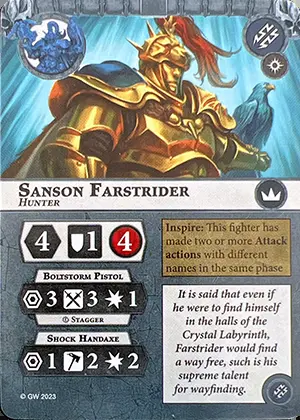 SANSON FARSTRIDER
HUNTER
4 1 4
Inspire: This fighter has
made two or more Attack
actions with different
names in the same phase
BOLTSTORM PISTOL
3 3 1
STAGGER
SHOCK HANDAXE
1 2 2
It is said that even if
he were to find himself
in the halls of the
Crystal Labyrinth,
Farstrider would find
a way free, such is his
supreme talent
for wayfinding.
© GW 2023